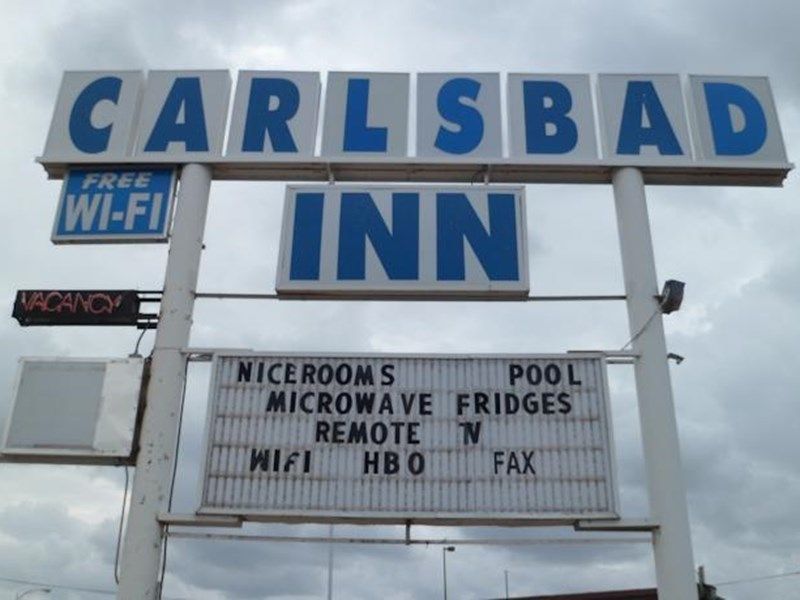 CARLSBAD
FREE
WI-FI
INN
VACANCY
NICEROOMS POOL
MICROWAVE FRIDGES
REMOTE TV
WIFI HBO FAX